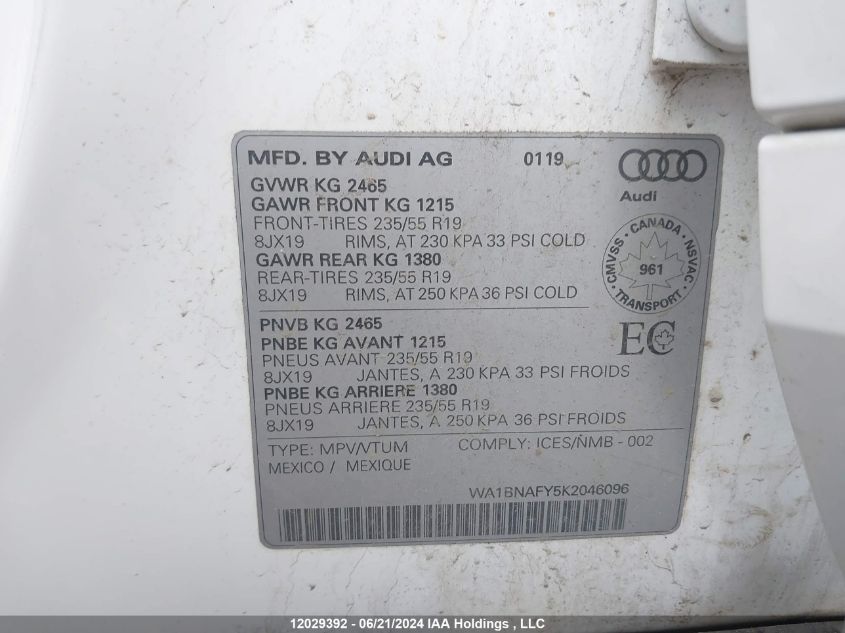 MFD. BY AUDI AG 0119
Audi
GVWR KG 2465
GAWR FRONT KG 1215
FRONT-TIRES 235/55 R19
8JX19 RIMS, AT 230 KPA 33 PSI COLD
GAWR REAR KG 1380
REAR-TIRES 235/55 R19
8JX19 RIMS, AT 250 KPA 36 PSI COLD
CMVSS - CANADA - NSVAC
961
TRANSPORT
PNVB KG 2465
PNBE KG AVANT 1215
PNEUS AVANT 235/55 R19
8JX19 JANTES, A 230 KPA 33 PSI FROIDS
PNBE KG ARRIERE 1380
PNEUS ARRIERE 235/55 R19
8JX19 JANTES, A 250 KPA 36 PSI FROIDS
EC
TYPE: MPV/VTUM COMPLY: ICES/ÑMB - 002
MEXICO / MEXIQUE
WA1BNAFY5K2046096
12029392 - 06/21/2024 IAA Holdings , LLC